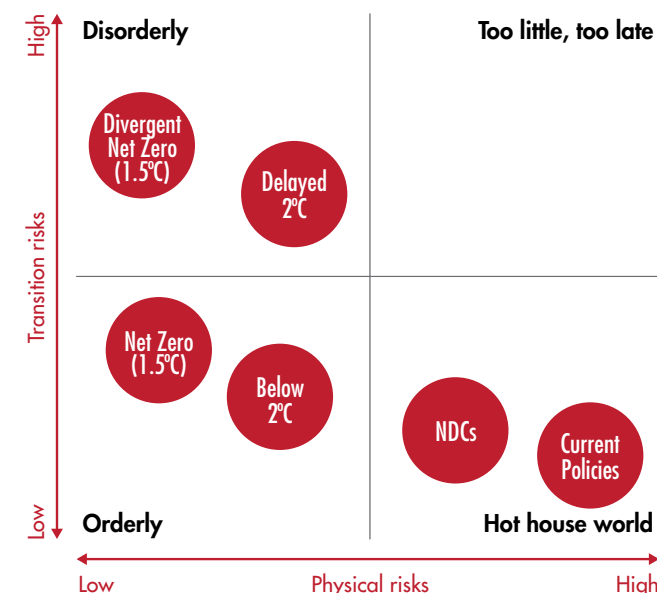 High
Disorderly
Too little, too late
Divergent
Net Zero
(1.5ºC)
Delayed
2ºC
Transition risks
Net Zero
(1.5ºC)
Below
2ºC
NDCs
Current
Policies
Low
Orderly
Hot house world
Low
Physical risks
High